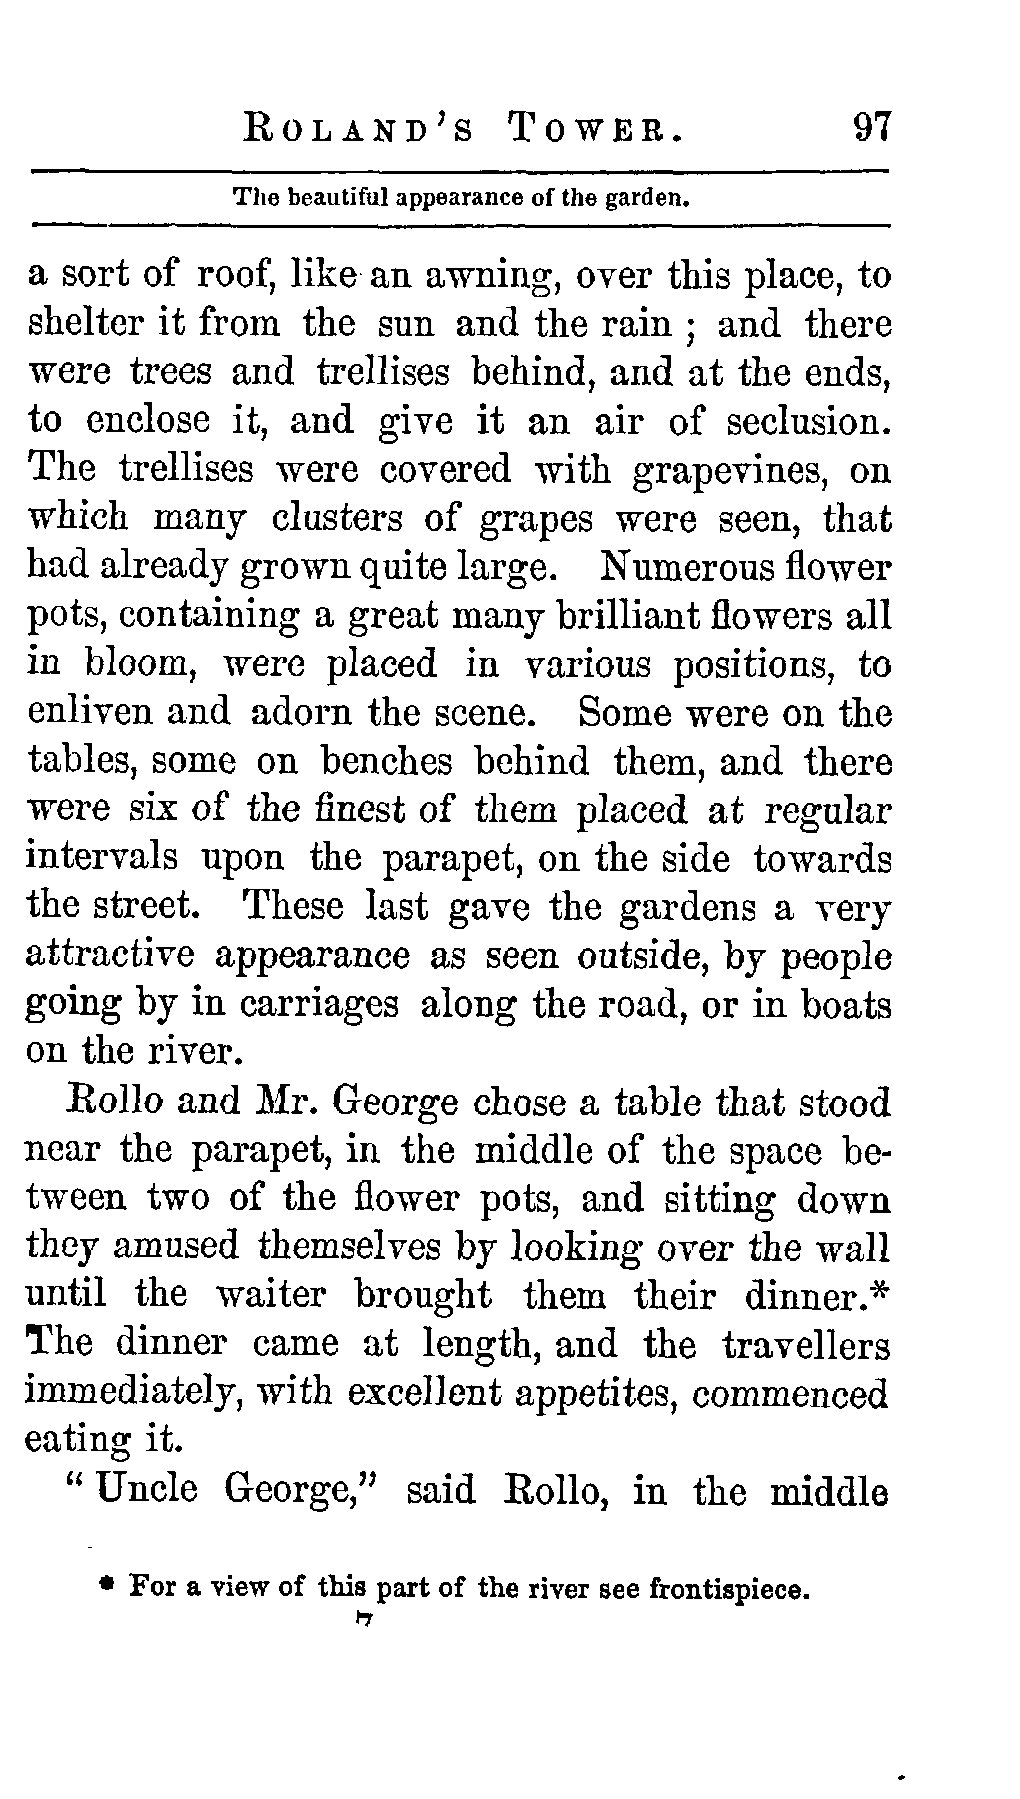 ROLAND'S TOWER. 97
The beautiful appearance of the garden.
a sort of roof, like an awning, over this place, to
shelter it from the sun and the rain ; and there
were trees and trellises behind, and at the ends,
to enclose it, and give it an air of seclusion.
The trellises were covered with grapevines, on
which many clusters of grapes were seen, that
had already grown quite large. Numerous flower
pots, containing a great many brilliant flowers all
in bloom, were placed in various positions, to
enliven and adorn the scene. Some were on the
tables, some on benches behind them, and there
were six of the finest of them placed at regular
intervals upon the parapet, on the side towards
the street. These last gave the gardens a very
attractive appearance as seen outside, by people
going by in carriages along the road, or in boats
on the river.
Rollo and Mr. George chose a table that stood
near the parapet, in the middle of the space be-
tween two of the flower pots, and sitting down
they amused themselves by looking over the wall
until the waiter brought them their dinner.*
The dinner came at length, and the travellers
immediately, with excellent appetites, commenced
eating it.
" Uncle George," said Rollo, in the middle
* For a view of this part of the river see frontispiece.